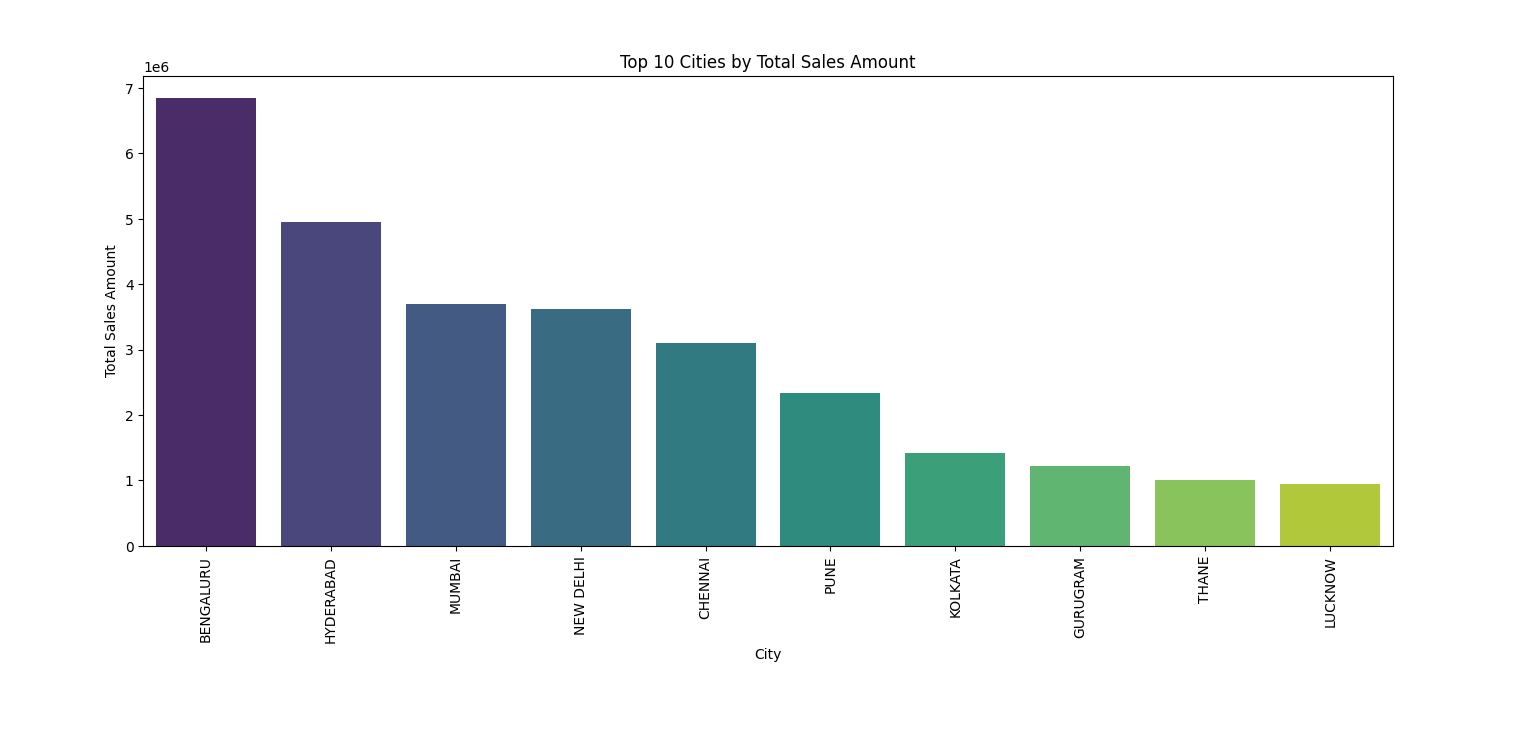 Top 10 Cities by Total Sales Amount
1e6
7
6
5
4
3
2
1
0
Total Sales Amount
BENGALURU
HYDERABAD
MUMBAI
NEW DELHI
CHENNAI
PUNE
KOLKATA
GURUGRAM
THANE
LUCKNOW
City